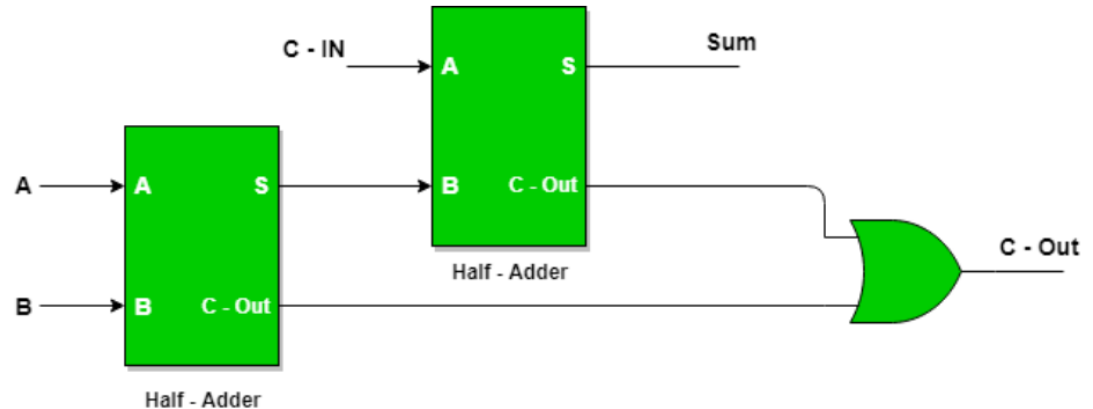 C - IN
Sum
A S
A
A S
B C - Out
C - Out
Half - Adder
B
B C - Out
Half - Adder